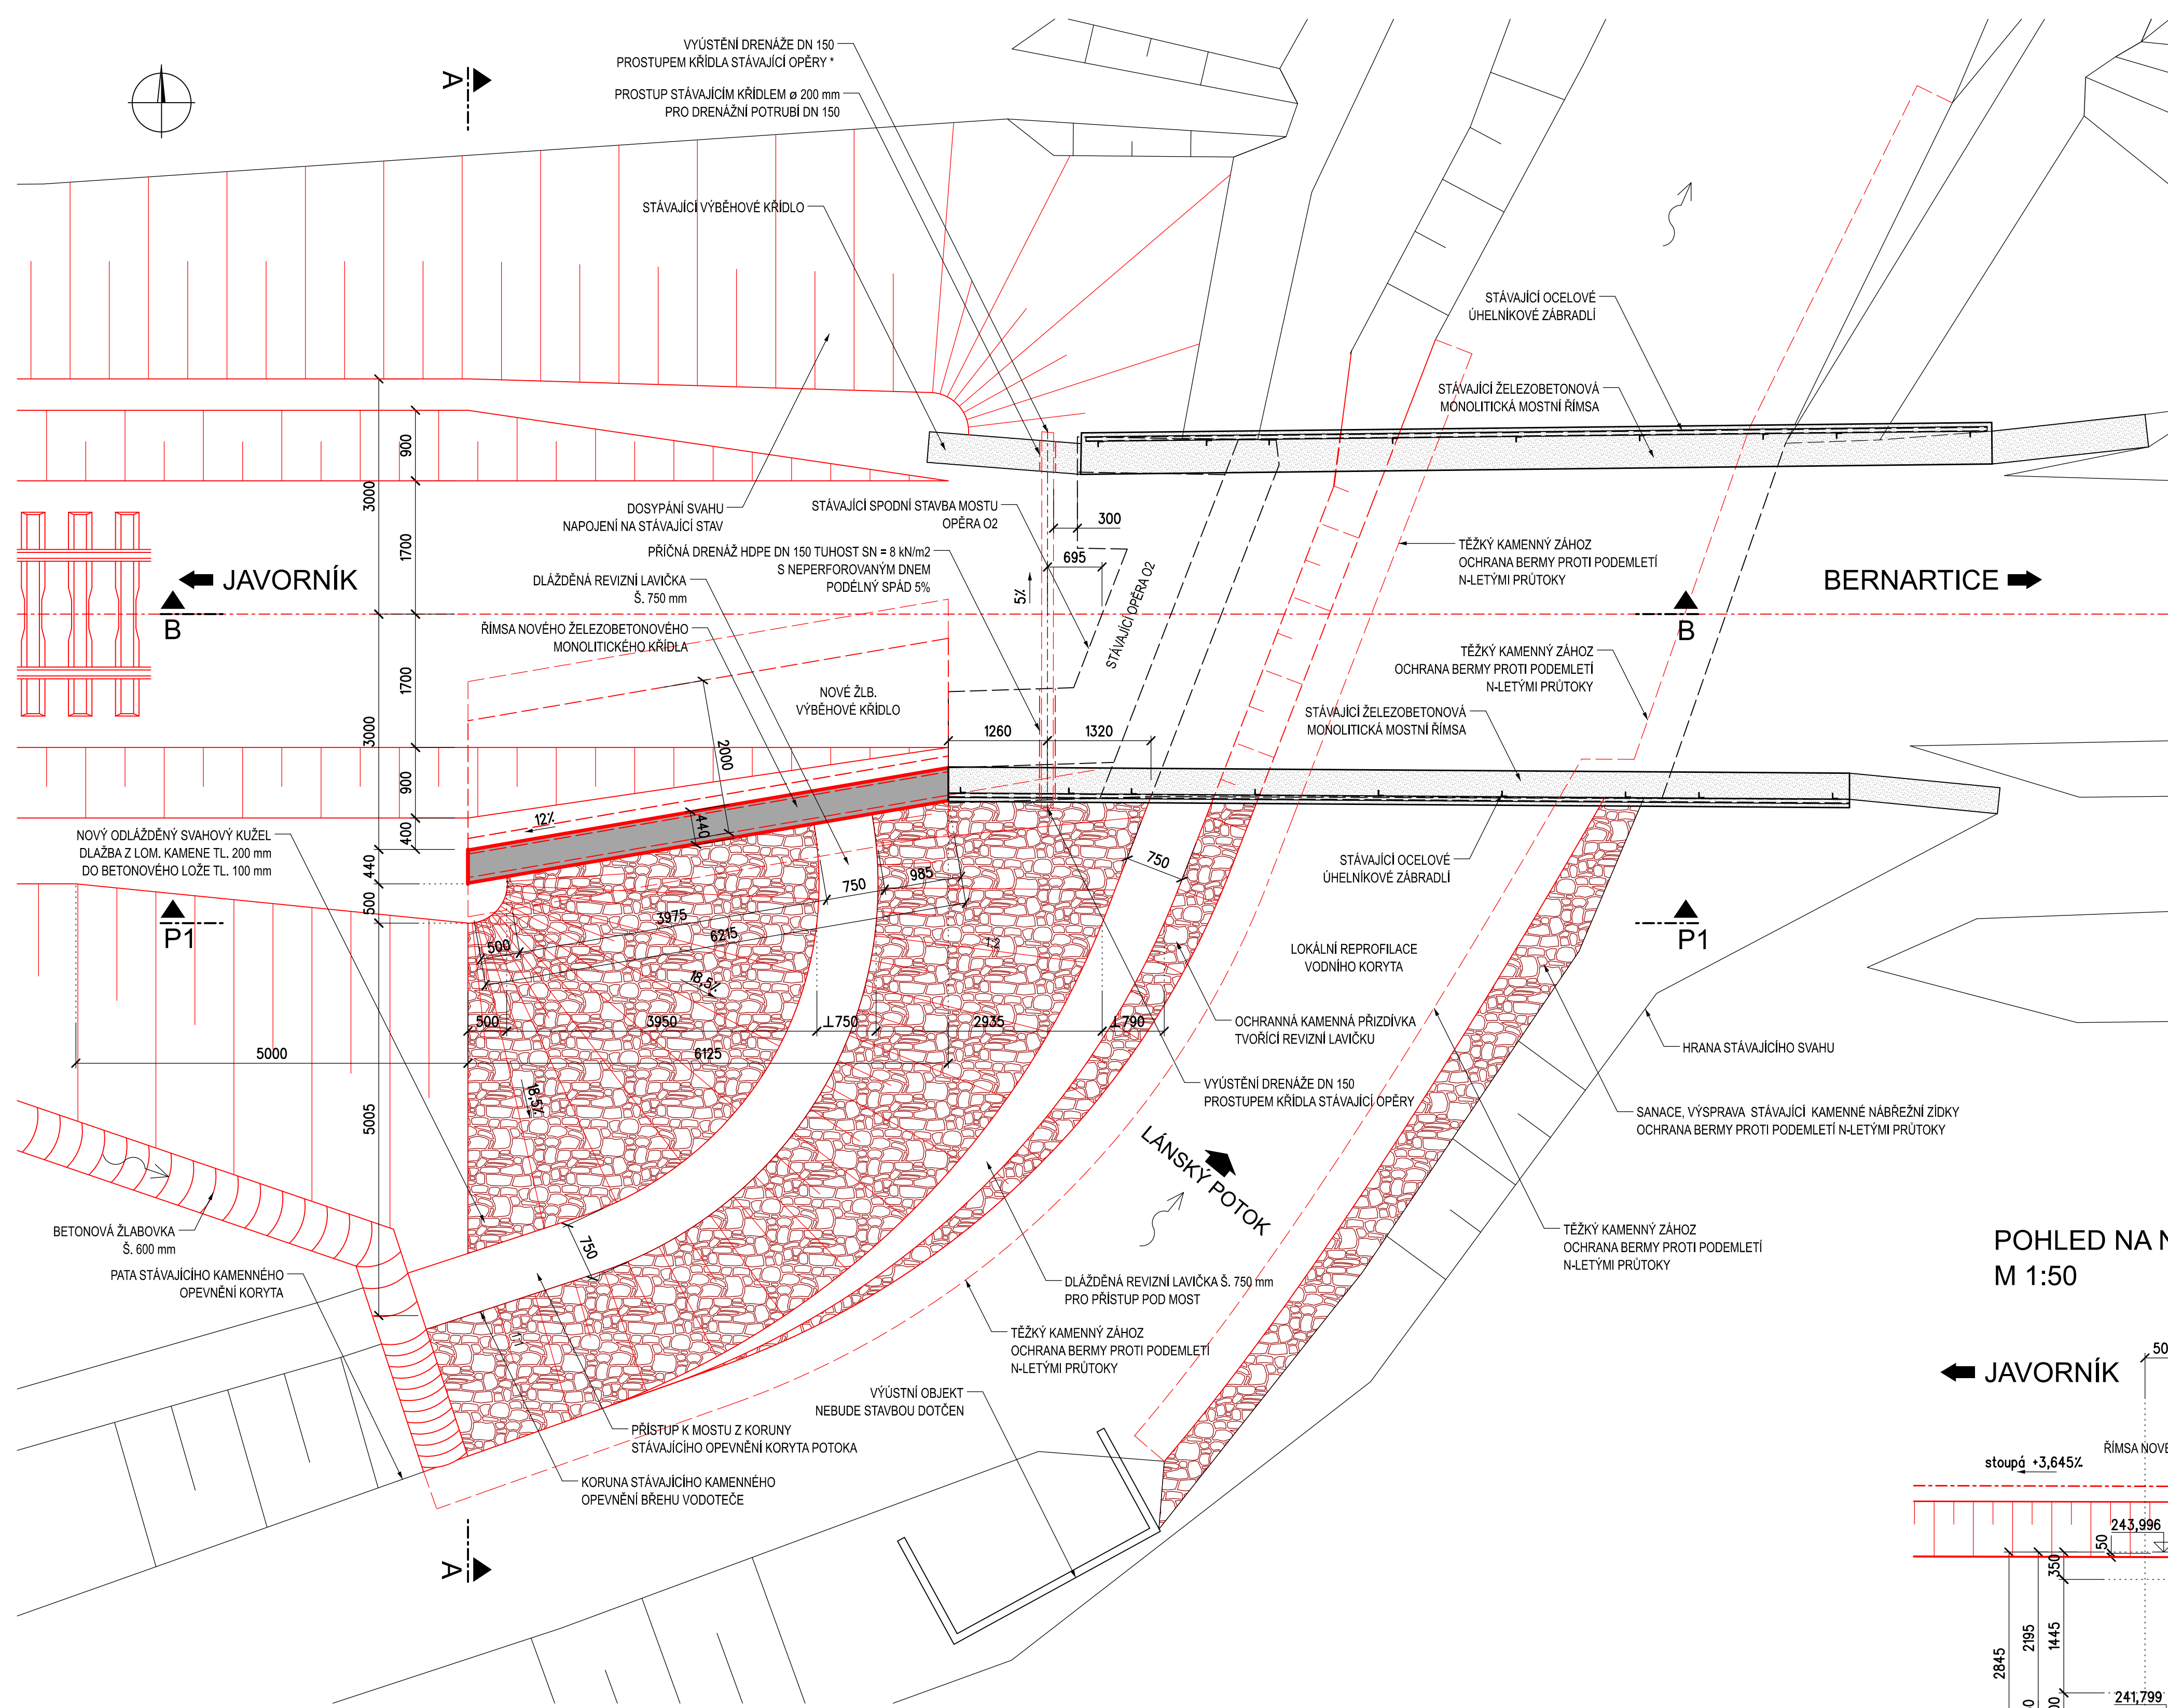 VYÚSTĚNÍ DRENÁŽE DN 150
PROSTUPEM KŘÍDLA STÁVAJÍCÍ OPĚRY *
A
PROSTUP STÁVAJÍCÍM KŘÍDLEM ø 200 mm
PRO DRENÁŽNÍ POTRUBÍ DN 150
STÁVAJÍCÍ VÝBĚHOVÉ KŘÍDLO
STÁVAJÍCÍ OCELOVÉ
ÚHELNÍKOVÉ ZÁBRADLÍ
STÁVAJÍCÍ ŽELEZOBETONOVÁ
MONOLITICKÁ MOSTNÍ ŘÍMSA
900
3000
1700
DOSYPÁNÍ SVAHU
NAPOJENÍ NA STÁVAJÍCÍ STAV
STÁVAJÍCÍ SPODNÍ STAVBA MOSTU
OPĚRA O2
300
695
5%
PŘÍČNÁ DRENÁŽ HDPE DN 150 TUHOST SN = 8 kN/m2
S NEPERFOROVANÝM DNEM
PODÉLNÝ SPÁD 5%
STÁVAJÍCÍ OPĚRA O2
TĚŽKÝ KAMENNÝ ZÁHOZ
OCHRANA BERMY PROTI PODEMLETÍ
N-LETÝMI PRŮTOKY
JAVORNÍK
BERNARTICE
DLÁŽDĚNÁ REVIZNÍ LAVIČKA
Š. 750 mm
B
B
ŘÍMSA NOVÉHO ŽELEZOBETONOVÉHO
MONOLITICKÉHO KŘÍDLA
TĚŽKÝ KAMENNÝ ZÁHOZ
OCHRANA BERMY PROTI PODEMLETÍ
N-LETÝMI PRŮTOKY
1700
3000
900
400
440
500
5005
NOVÉ ŽLB.
VÝBĚHOVÉ KŘÍDLO
2000
1260
1320
STÁVAJÍCÍ ŽELEZOBETONOVÁ
MONOLITICKÁ MOSTNÍ ŘÍMSA
12%
440
NOVÝ ODLÁŽDĚNÝ SVAHOVÝ KUŽEL
DLAŽBA Z LOM. KAMENE TL. 200 mm
DO BETONOVÉHO LOŽE TL. 100 mm
STÁVAJÍCÍ OCELOVÉ
ÚHELNÍKOVÉ ZÁBRADLÍ
750
985
750
3975
6215
500
18,5%
1:2
P1
P1
LOKÁLNÍ REPROFILACE
VODNÍHO KORYTA
500
3950
⊥750
2935
⊥790
5000
6125
18,5%
OCHRANNÁ KAMENNÁ PŘIZDÍVKA
TVOŘÍCÍ REVIZNÍ LAVIČKU
HRANA STÁVAJÍCÍHO SVAHU
VYÚSTĚNÍ DRENÁŽE DN 150
PROSTUPEM KŘÍDLA STÁVAJÍCÍ OPĚRY
SANACE, VÝSPRAVA STÁVAJÍCÍ KAMENNÉ NÁBŘEŽNÍ ZÍDKY
OCHRANA BERMY PROTI PODEMLETÍ N-LETÝMI PRŮTOKY
LÁNSKÝ POTOK
BETONOVÁ ŽLABOVKA
Š. 600 mm
PATA STÁVAJÍCÍHO KAMENNÉHO
OPEVNĚNÍ KORYTA
750
1:1
DLÁŽDĚNÁ REVIZNÍ LAVIČKA Š. 750 mm
PRO PŘÍSTUP POD MOST
TĚŽKÝ KAMENNÝ ZÁHOZ
OCHRANA BERMY PROTI PODEMLETÍ
N-LETÝMI PRŮTOKY
TĚŽKÝ KAMENNÝ ZÁHOZ
OCHRANA BERMY PROTI PODEMLETÍ
N-LETÝMI PRŮTOKY
VÝÚSTNÍ OBJEKT
NEBUDE STAVBOU DOTČEN
PŘÍSTUP K MOSTU Z KORUNY
STÁVAJÍCÍHO OPEVNĚNÍ KORYTA POTOKA
KORUNA STÁVAJÍCÍHO KAMENNÉHO
OPEVNĚNÍ BŘEHU VODOTEČE
A
POHLED NA N
M 1:50
50
JAVORNÍK
ŘÍMSA NOVÉ
stoupá +3,645%
243,996
50
350
2845
2195
1445
241,799